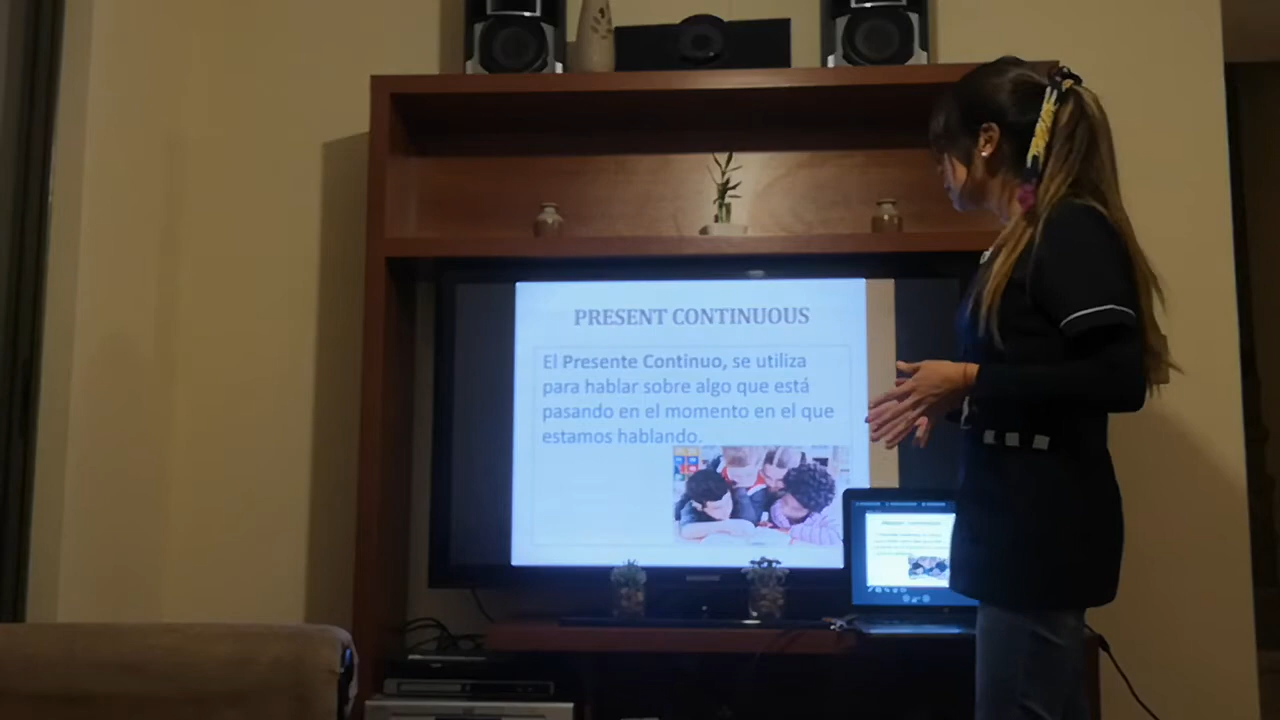 PRESENT CONTINUOUS
El Presente Continuo, se utiliza
para hablar sobre algo que está
pasando en el momento en el que
estamos hablando.